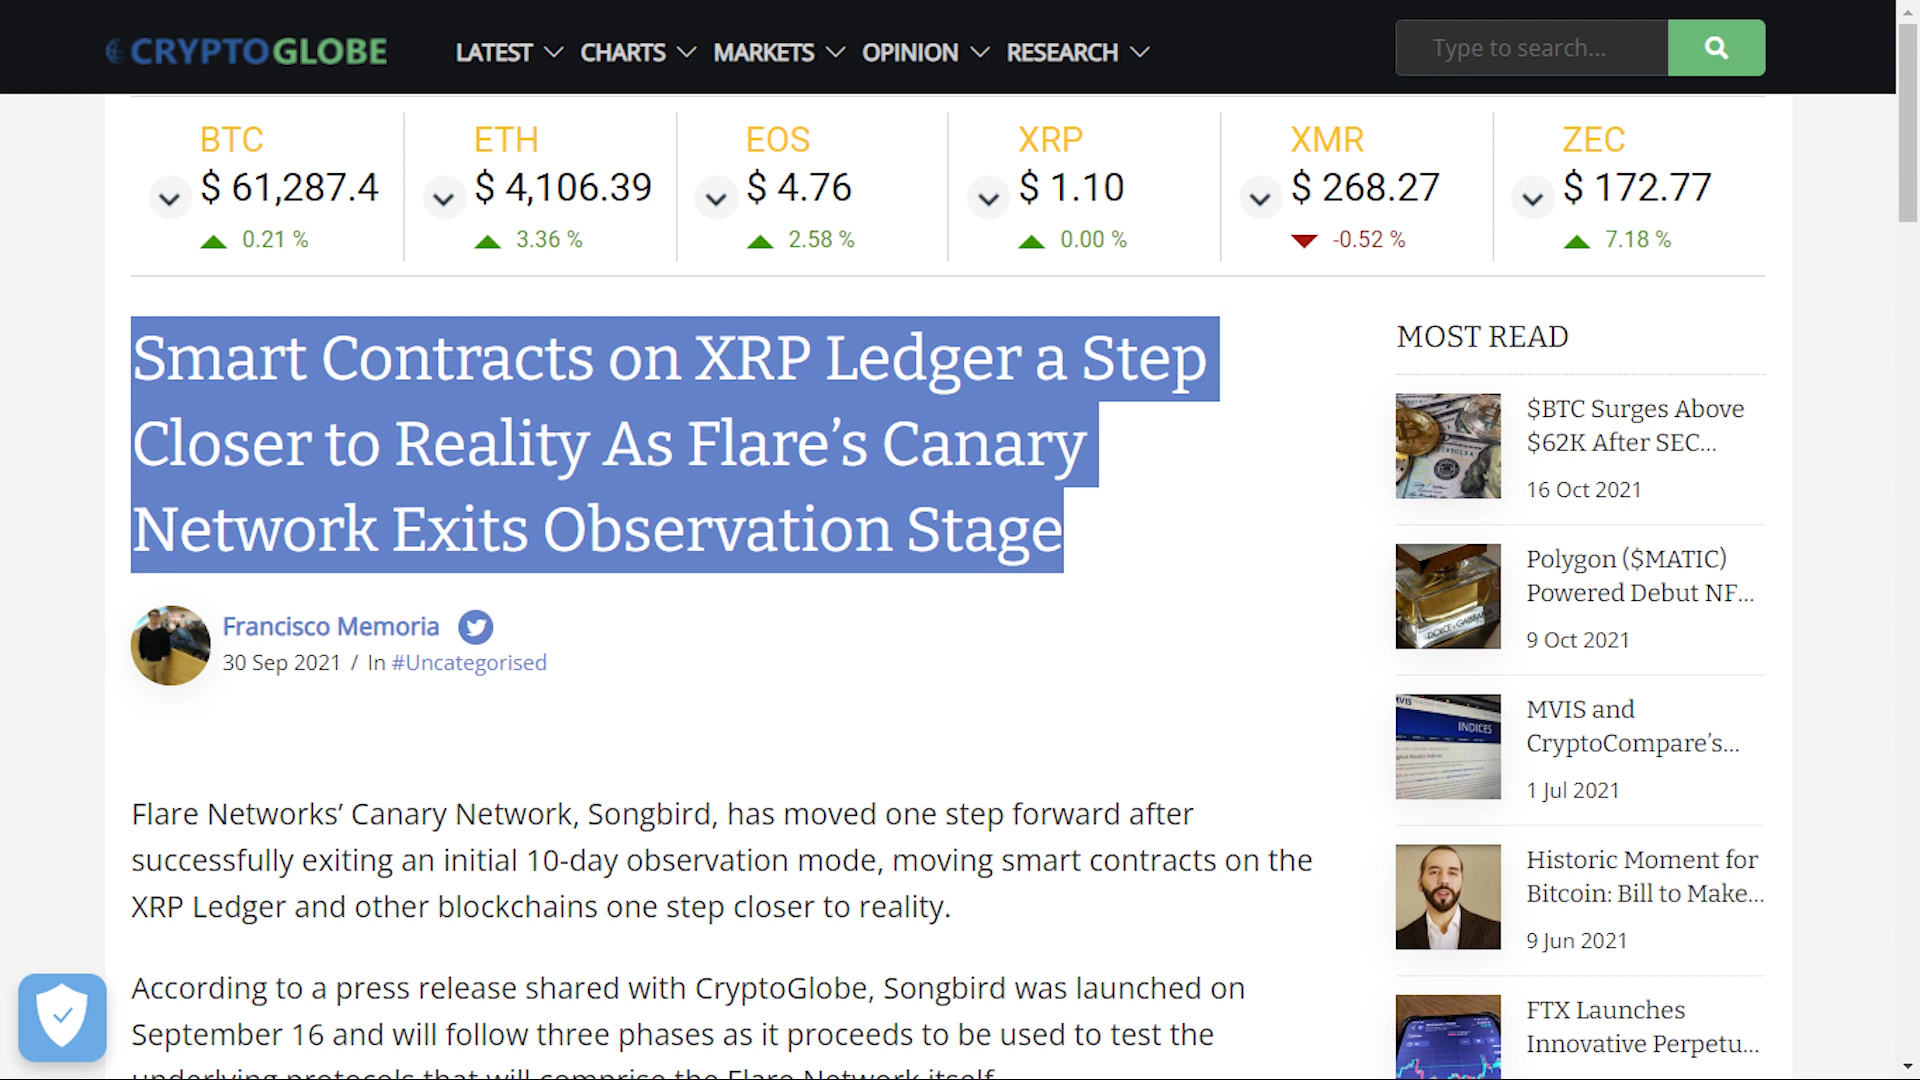 CRYPTOGLOBE
LATEST CHARTS MARKETS OPINION RESEARCH
Type to search...
BTC
$ 61,287.4
0.21 %
ETH
$ 4,106.39
3.36 %
EOS
$ 4.76
2.58 %
XRP
$ 1.10
0.00 %
XMR
$ 268.27
-0.52 %
ZEC
$ 172.77
7.18 %
Smart Contracts on XRP Ledger a Step
Closer to Reality As Flare’s Canary
Network Exits Observation Stage
Francisco Memoria
30 Sep 2021 / In #Uncategorised
Flare Networks’ Canary Network, Songbird, has moved one step forward after
successfully exiting an initial 10-day observation mode, moving smart contracts on the
XRP Ledger and other blockchains one step closer to reality.
According to a press release shared with CryptoGlobe, Songbird was launched on
September 16 and will follow three phases as it proceeds to be used to test the
underlying protocols that will comprise the Flare Network itself.
MOST READ
$BTC Surges Above
$62K After SEC...
16 Oct 2021
Polygon ($MATIC)
Powered Debut NF...
9 Oct 2021
DOLCE & GABBANA
MVIS and
CryptoCompare’s...
1 Jul 2021
MVIS
INDICES
Historic Moment for
Bitcoin: Bill to Make...
9 Jun 2021
FTX Launches
Innovative Perpetu...